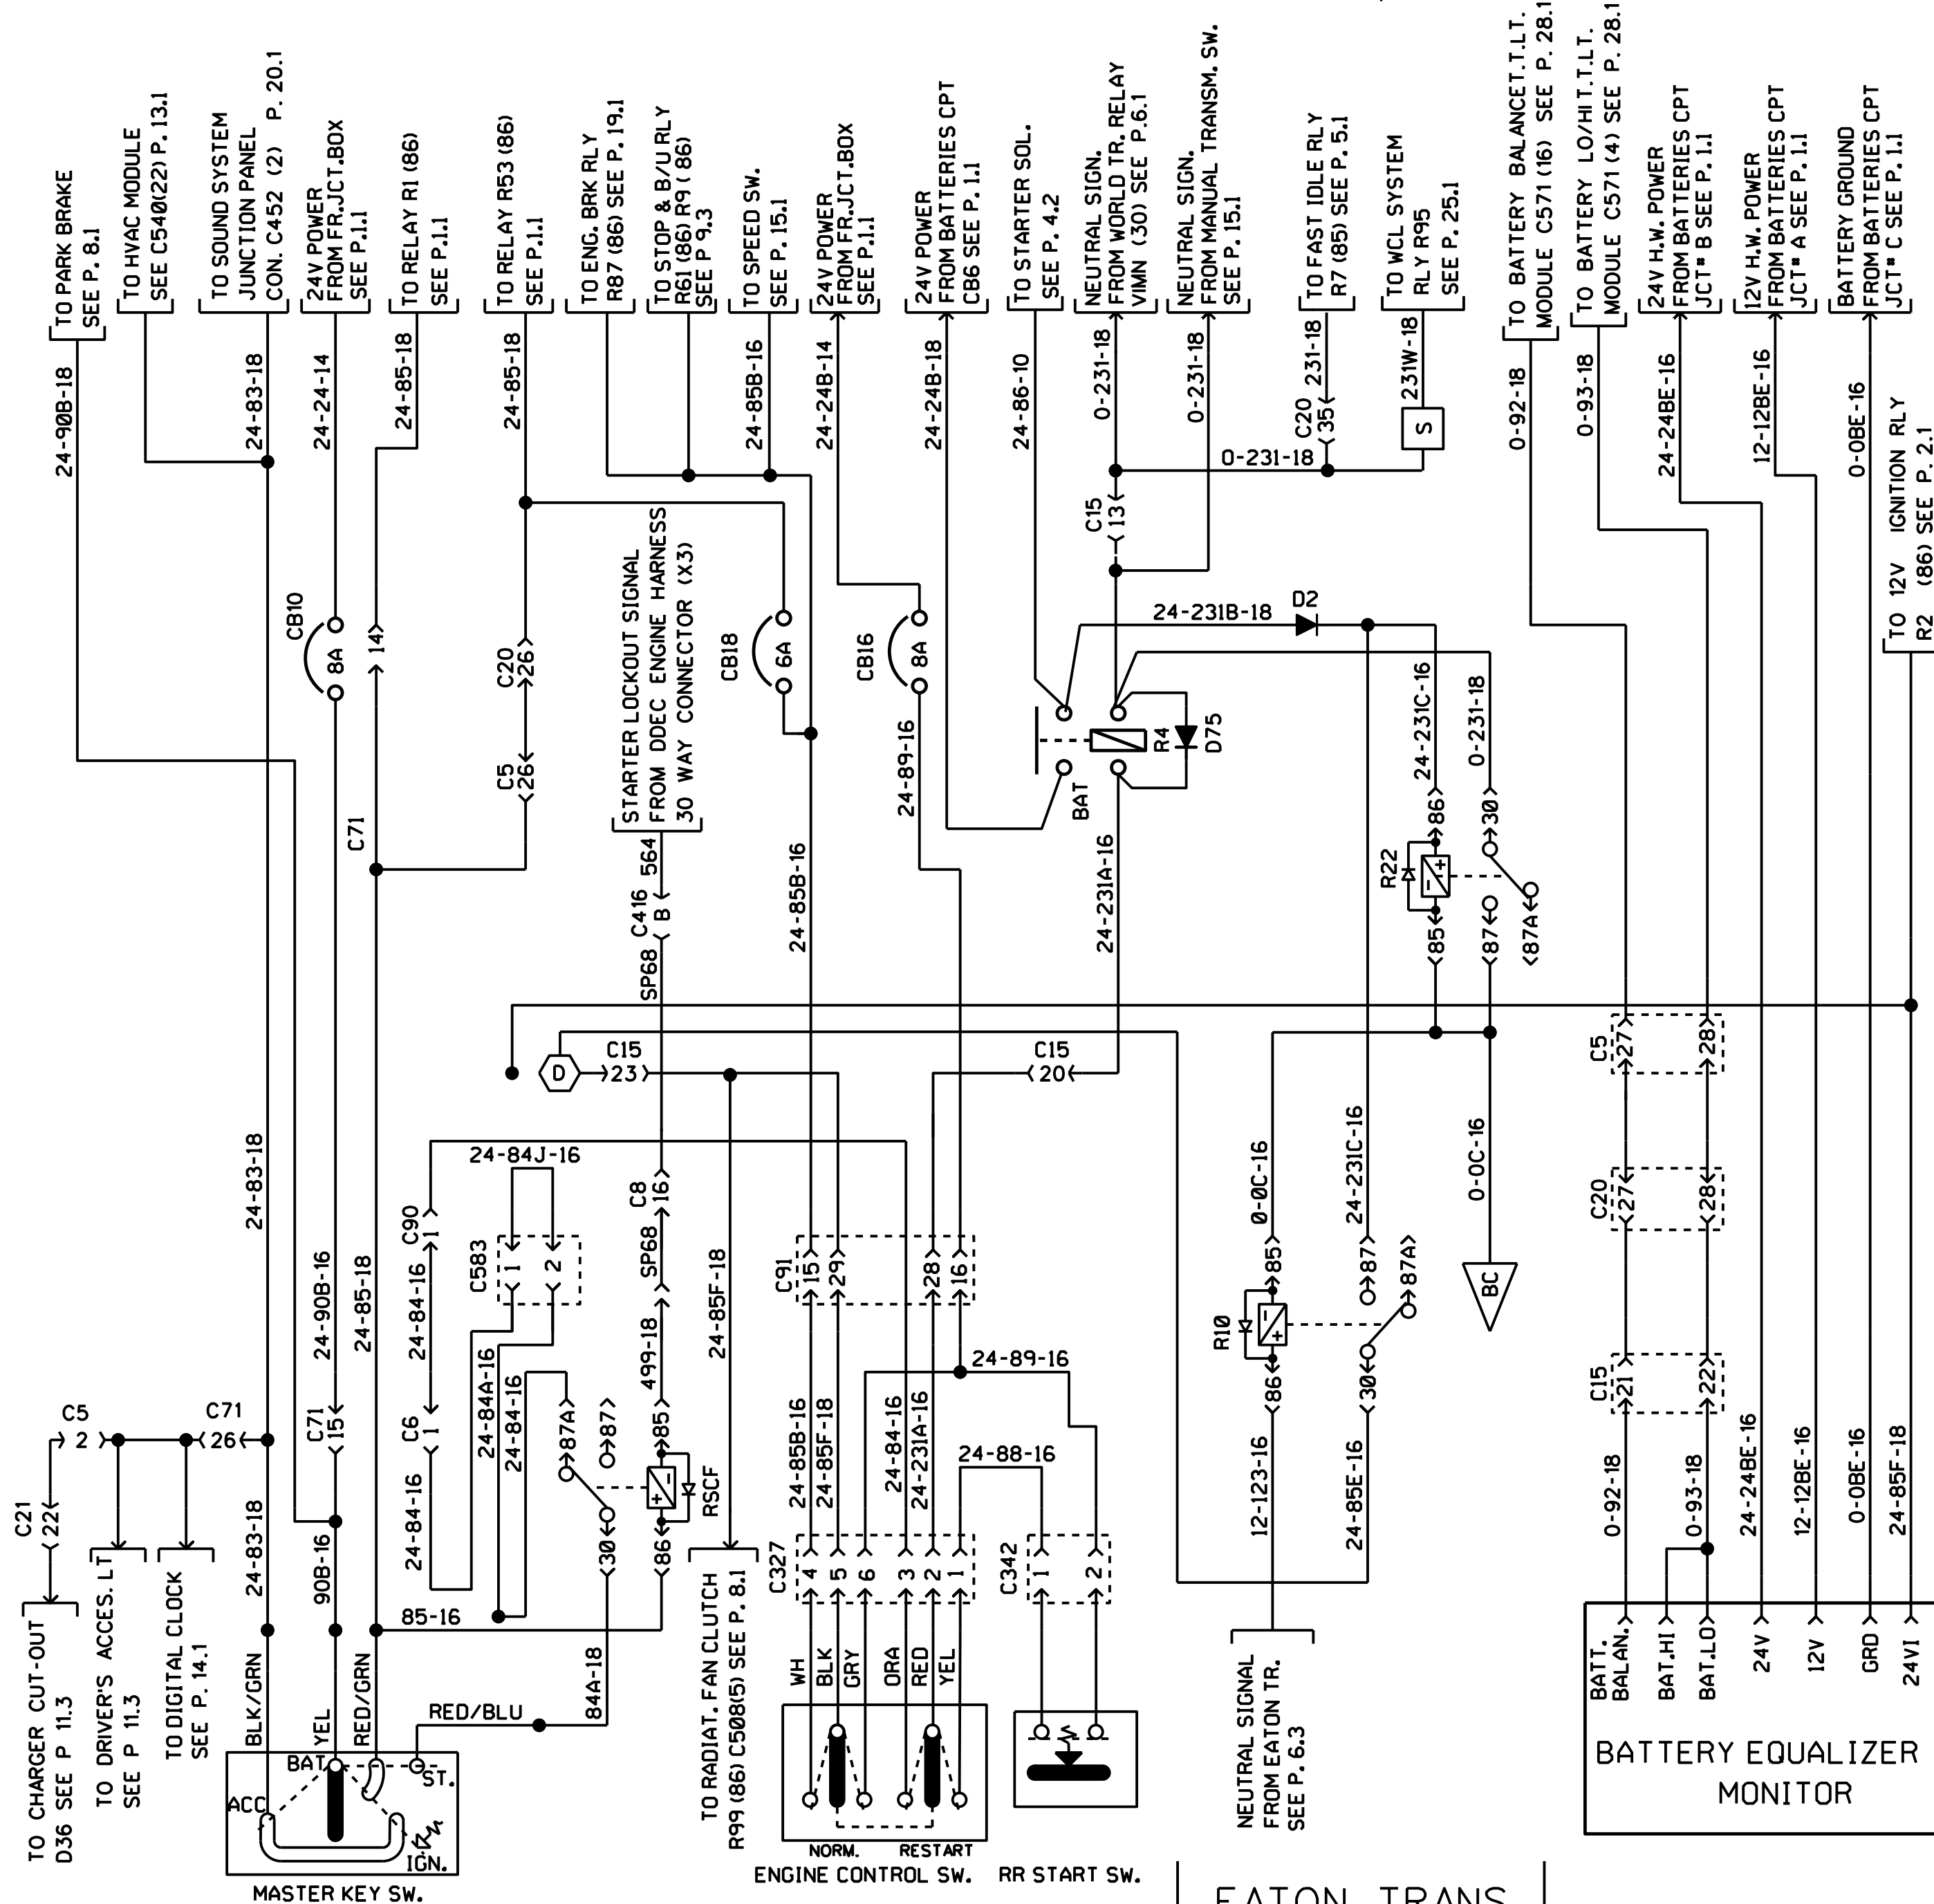 TO PARK BRAKE
SEE P. 8.1
TO HVAC MODULE
SEE C540(22) P. 13.1
TO SOUND SYSTEM
JUNCTION PANEL
CON. C452 (2) P. 20.1
24V POWER
FROM FR.JCT.BOX
SEE P.1.1
TO RELAY R1 (86)
SEE P.1.1
TO RELAY R53 (86)
SEE P.1.1
TO ENG. BRK RLY
R87 (86) SEE P. 19.1
TO STOP & B/U RLY
R61 (86) R9 (86)
SEE P 9.3
TO SPEED SW.
SEE P. 15.1
24V POWER
FROM FR.JCT.BOX
SEE P.1.1
24V POWER
FROM BATTERIES CPT
CB6 SEE P. 1.1
TO STARTER SOL.
SEE P. 4.2
NEUTRAL SIGN.
FROM WORLD TR. RELAY
VIMN (30) SEE P.6.1
NEUTRAL SIGN.
FROM MANUAL TRANSM. SW.
SEE P. 15.1
TO FAST IDLE RLY
R7 (85) SEE P. 5.1
TO WCL SYSTEM
RLY R95
SEE P. 25.1
TO BATTERY BALANCE T.T.LT.
MODULE C571 (16) SEE P. 28.1
TO BATTERY LO/HI T.T.LT.
MODULE C571 (4) SEE P. 28.1
24V H.W. POWER
FROM BATTERIES CPT
JCT# B SEE P. 1.1
12V H.W. POWER
FROM BATTERIES CPT
JCT# A SEE P. 1.1
BATTERY GROUND
FROM BATTERIES CPT
JCT# C SEE P. 1.1
TO 12V IGNITION RLY
R2 (86) SEE P. 2.1
24-90B-18
24-83-18
24-24-14
24-85-18
24-85-18
24-85B-16
24-24B-14
24-24B-18
24-86-10
0-231-18
0-231-18
231-18
C20
35
231W-18
S
0-231-18
0-92-18
0-93-18
24-24BE-16
12-12BE-16
0-0BE-16
C15
13
CB10
8A
14
C71
C20
26
C5
26
STARTER LOCKOUT SIGNAL
FROM DDEC ENGINE HARNESS
30 WAY CONNECTOR (X3)
564
C416
B
SP68
CB18
6A
CB16
8A
24-89-16
24-85B-16
24-231B-18
D2
R4
D75
BAT
24-231A-16
24-231C-16
0-231-18
86
30
R22
+
-
85
87
87A
D
C15
23
C15
20
C5
27
28
C20
27
28
C15
21
22
24-83-18
24-90B-16
24-85-18
24-84J-16
C90
1
C583
1
2
24-84-16
C8
16
SP68
499-18
24-85F-18
C91
15
29
28
16
24-89-16
0-0C-16
24-231C-16
0-0C-16
BC
85
87
87A
R10
-
+
86
30
C5
2
C71
26
C71
15
C6
1
24-84A-16
24-84-16
87A
87
85
RSCF
-
+
30
86
24-85B-16
24-85F-18
24-84-16
24-231A-16
24-88-16
12-123-16
24-85E-16
0-92-18
0-93-18
24-24BE-16
12-12BE-16
0-0BE-16
24-85F-18
C21
22
24-83-18
90B-16
24-84-16
85-16
84A-18
C327
4
5
6
3
2
1
C342
1
2
TO CHARGER CUT-OUT
D36 SEE P 11.3
TO DRIVER'S ACCES. LT
SEE P 11.3
TO DIGITAL CLOCK
SEE P. 14.1
BLK/GRN
YEL
RED/GRN
RED/BLU
TO RADIAT. FAN CLUTCH
R99 (86) C508(5) SEE P. 8.1
WH
BLK
GRY
ORA
RED
YEL
NEUTRAL SIGNAL
FROM EATON TR.
SEE P. 6.3
BATT.
BALAN.
BAT.HI
BAT.LO
24V
12V
GRD
24VI
BATTERY EQUALIZER
MONITOR
BAT
ST.
ACC
IGN.
MASTER KEY SW.
NORM.
RESTART
ENGINE CONTROL SW.
RR START SW.
EATON TRANS